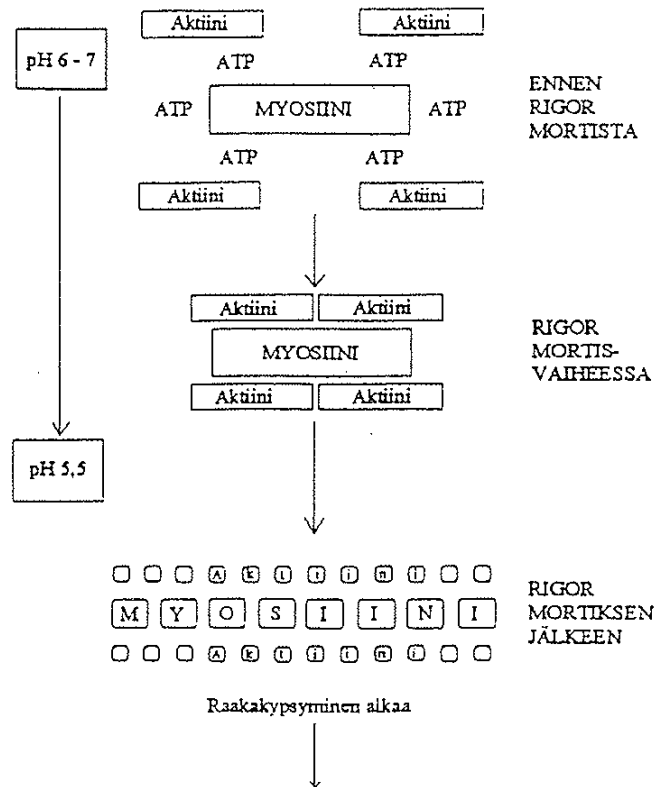 Aktiini Aktiini
pH 6 - 7
ATP ATP
ATP MYOSIINI ATP
ATP ATP
Aktiini Aktiini
ENNEN
RIGOR
MORTISTA
Aktiini Aktiini
MYOSIINI
Aktiini Aktiini
RIGOR
MORTIS-
VAIHEESSA
pH 5,5
A k t i i n i
M Y O S I I N I
A k t i i n i
RIGOR
MORTIKSEN
JÄLKEEN
Raakakypsyminen alkaa